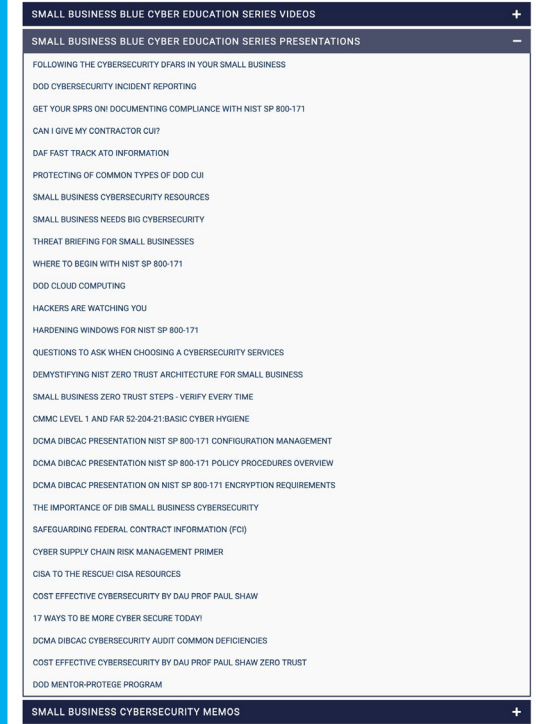 SMALL BUSINESS BLUE CYBER EDUCATION SERIES VIDEOS +
SMALL BUSINESS BLUE CYBER EDUCATION SERIES PRESENTATIONS –
FOLLOWING THE CYBERSECURITY DFARS IN YOUR SMALL BUSINESS
DOD CYBERSECURITY INCIDENT REPORTING
GET YOUR SPRS ON! DOCUMENTING COMPLIANCE WITH NIST SP 800-171
CAN I GIVE MY CONTRACTOR CUI?
DAF FAST TRACK ATO INFORMATION
PROTECTING OF COMMON TYPES OF DOD CUI
SMALL BUSINESS CYBERSECURITY RESOURCES
SMALL BUSINESS NEEDS BIG CYBERSECURITY
THREAT BRIEFING FOR SMALL BUSINESSES
WHERE TO BEGIN WITH NIST SP 800-171
DOD CLOUD COMPUTING
HACKERS ARE WATCHING YOU
HARDENING WINDOWS FOR NIST SP 800-171
QUESTIONS TO ASK WHEN CHOOSING A CYBERSECURITY SERVICES
DEMYSTIFYING NIST ZERO TRUST ARCHITECTURE FOR SMALL BUSINESS
SMALL BUSINESS ZERO TRUST STEPS - VERIFY EVERY TIME
CMMC LEVEL 1 AND FAR 52-204-21:BASIC CYBER HYGIENE
DCMA DIBCAC PRESENTATION NIST SP 800-171 CONFIGURATION MANAGEMENT
DCMA DIBCAC PRESENTATION NIST SP 800-171 POLICY PROCEDURES OVERVIEW
DCMA DIBCAC PRESENTATION ON NIST SP 800-171 ENCRYPTION REQUIREMENTS
THE IMPORTANCE OF DIB SMALL BUSINESS CYBERSECURITY
SAFEGUARDING FEDERAL CONTRACT INFORMATION (FCI)
CYBER SUPPLY CHAIN RISK MANAGEMENT PRIMER
CISA TO THE RESCUE! CISA RESOURCES
COST EFFECTIVE CYBERSECURITY BY DAU PROF PAUL SHAW
17 WAYS TO BE MORE CYBER SECURE TODAY!
DCMA DIBCAC CYBERSECURITY AUDIT COMMON DEFICIENCIES
COST EFFECTIVE CYBERSECURITY BY DAU PROF PAUL SHAW ZERO TRUST
DOD MENTOR-PROTEGE PROGRAM
SMALL BUSINESS CYBERSECURITY MEMOS +